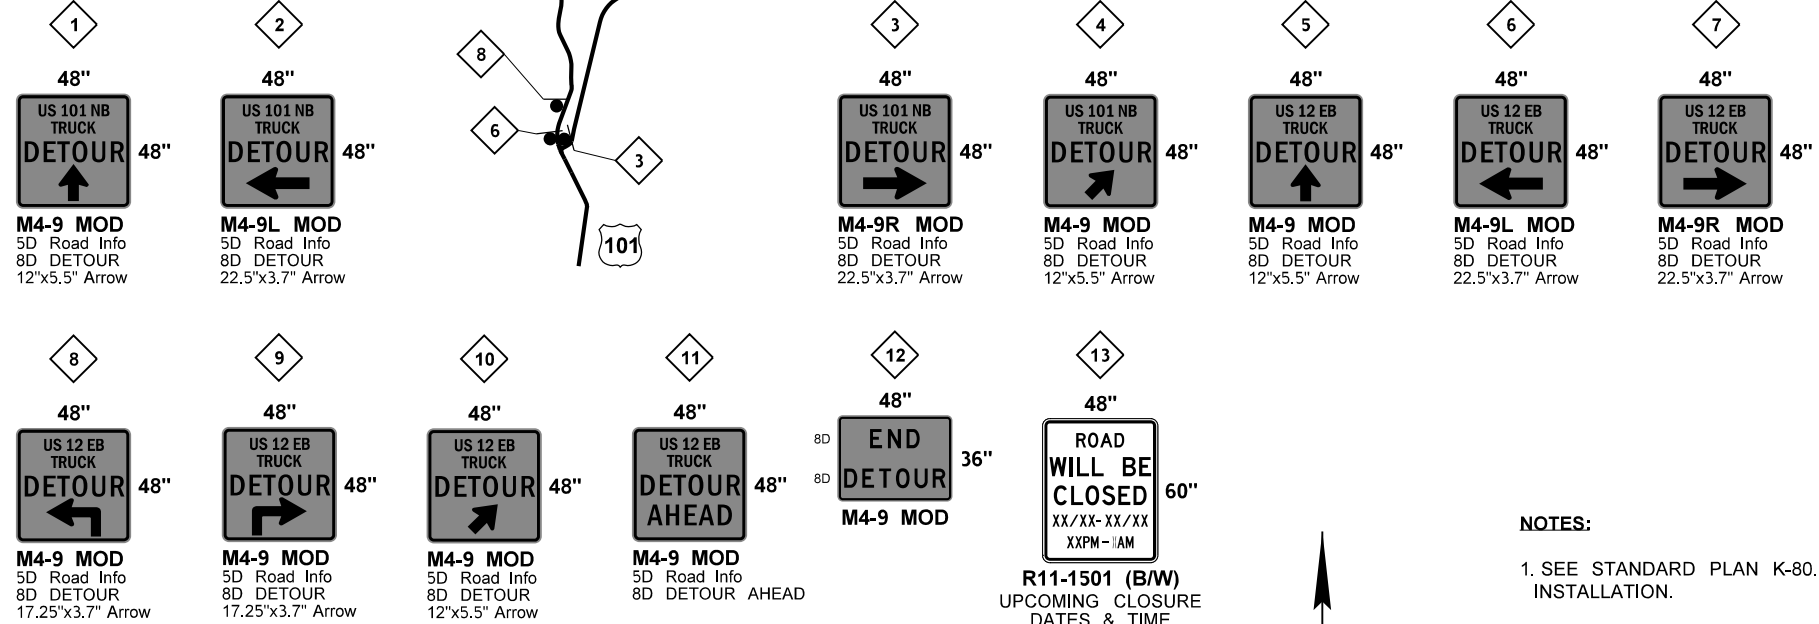 1
48"
US 101 NB
TRUCK
DETOUR
48"
M4-9 MOD
5D Road Info
8D DETOUR
12"x5.5" Arrow
2
48"
US 101 NB
TRUCK
DETOUR
48"
M4-9L MOD
5D Road Info
8D DETOUR
22.5"x3.7" Arrow
8
6
3
101
3
48"
US 101 NB
TRUCK
DETOUR
48"
M4-9R MOD
5D Road Info
8D DETOUR
22.5"x3.7" Arrow
4
48"
US 101 NB
TRUCK
DETOUR
48"
M4-9 MOD
5D Road Info
8D DETOUR
12"x5.5" Arrow
5
48"
US 12 EB
TRUCK
DETOUR
48"
M4-9 MOD
5D Road Info
8D DETOUR
12"x5.5" Arrow
6
48"
US 12 EB
TRUCK
DETOUR
48"
M4-9L MOD
5D Road Info
8D DETOUR
22.5"x3.7" Arrow
7
48"
US 12 EB
TRUCK
DETOUR
48"
M4-9R MOD
5D Road Info
8D DETOUR
22.5"x3.7" Arrow
8
48"
US 12 EB
TRUCK
DETOUR
48"
M4-9 MOD
5D Road Info
8D DETOUR
17.25"x3.7" Arrow
9
48"
US 12 EB
TRUCK
DETOUR
48"
M4-9 MOD
5D Road Info
8D DETOUR
17.25"x3.7" Arrow
10
48"
US 12 EB
TRUCK
DETOUR
48"
M4-9 MOD
5D Road Info
8D DETOUR
12"x5.5" Arrow
11
48"
US 12 EB
TRUCK
DETOUR
AHEAD
48"
M4-9 MOD
5D Road Info
8D DETOUR AHEAD
12
48"
8D END
8D DETOUR
36"
M4-9 MOD
13
48"
ROAD
WILL BE
CLOSED
XX/XX-XX/XX
XXPM- AM
60"
R11-1501 (B/W)
UPCOMING CLOSURE
DATES & TIME
NOTES:
1. SEE STANDARD PLAN K-80.
INSTALLATION.